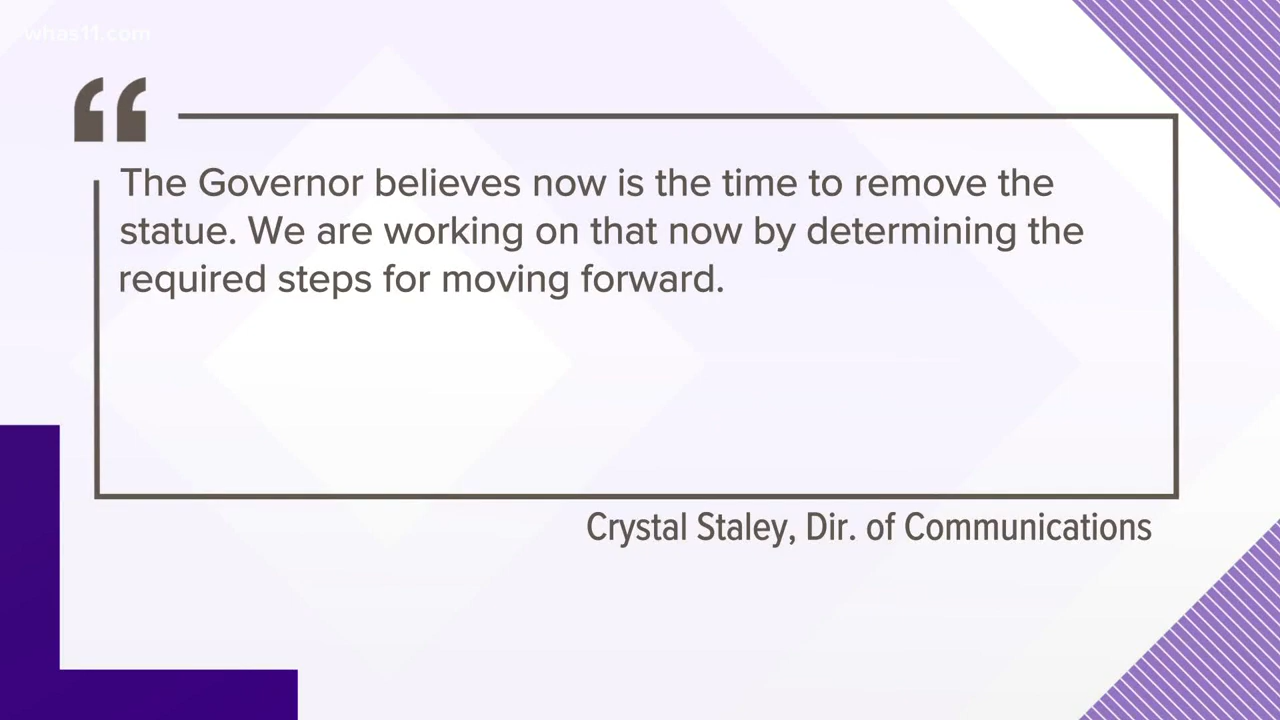 whas11.com
“
The Governor believes now is the time to remove the
statue. We are working on that now by determining the
required steps for moving forward.
Crystal Staley, Dir. of Communications